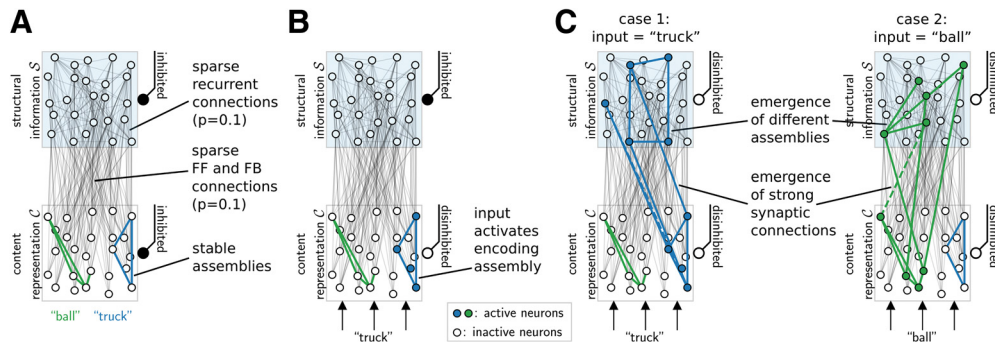 A
structural
information S
inhibited
sparse
recurrent
connections
(p=0.1)
sparse
FF and FB
connections
(p=0.1)
content
representation C
inhibited
stable
assemblies
“ball” “truck”
B
structural
information S
inhibited
content
representation C
disinhibited
input
activates
encoding
assembly
“truck”
: active neurons
: inactive neurons
C
case 1:
input = “truck”
structural
information S
disinhibited
content
representation C
disinhibited
“truck”
emergence
of different
assemblies
emergence
of strong
synaptic
connections
case 2:
input = “ball”
structural
information S
disinhibited
content
representation C
disinhibited
“ball”